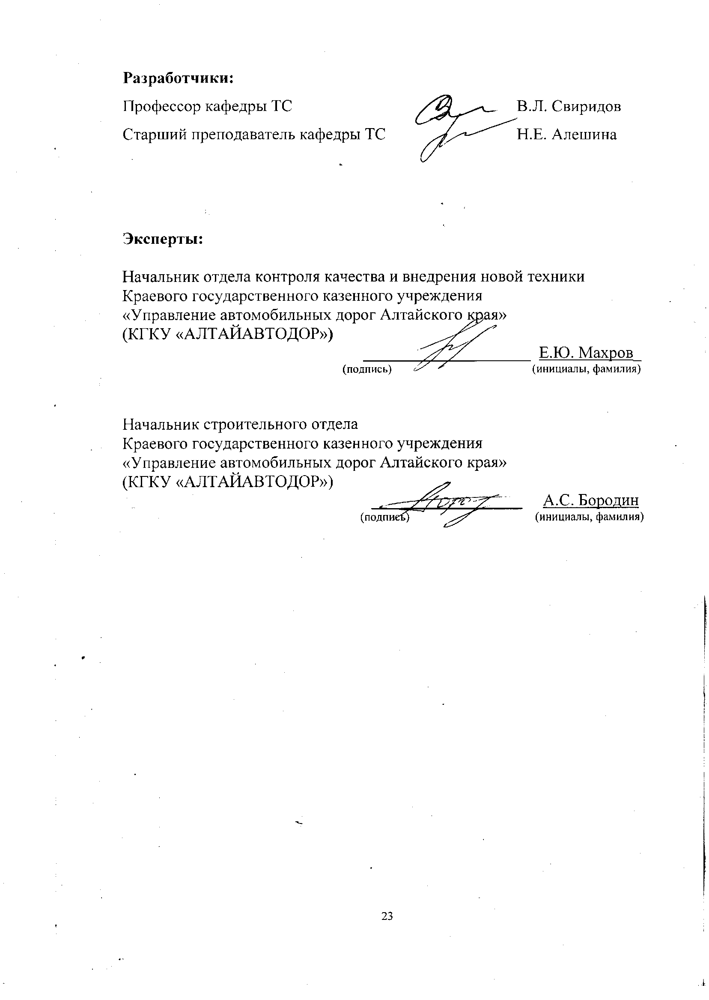 Разработчики:
Профессор кафедры ТС В.Л. Свиридов
Старший преподаватель кафедры ТС Н.Е. Алешина
Эксперты:
Начальник отдела контроля качества и внедрения новой техники
Краевого государственного казенного учреждения
«Управление автомобильных дорог Алтайского края»
(КГКУ «АЛТАЙАВТОДОР»)
Е.Ю. Махров
(подпись) (инициалы, фамилия)
Начальник строительного отдела
Краевого государственного казенного учреждения
«Управление автомобильных дорог Алтайского края»
(КГКУ «АЛТАЙАВТОДОР»)
А.С. Бородин
(подпись) (инициалы, фамилия)
23